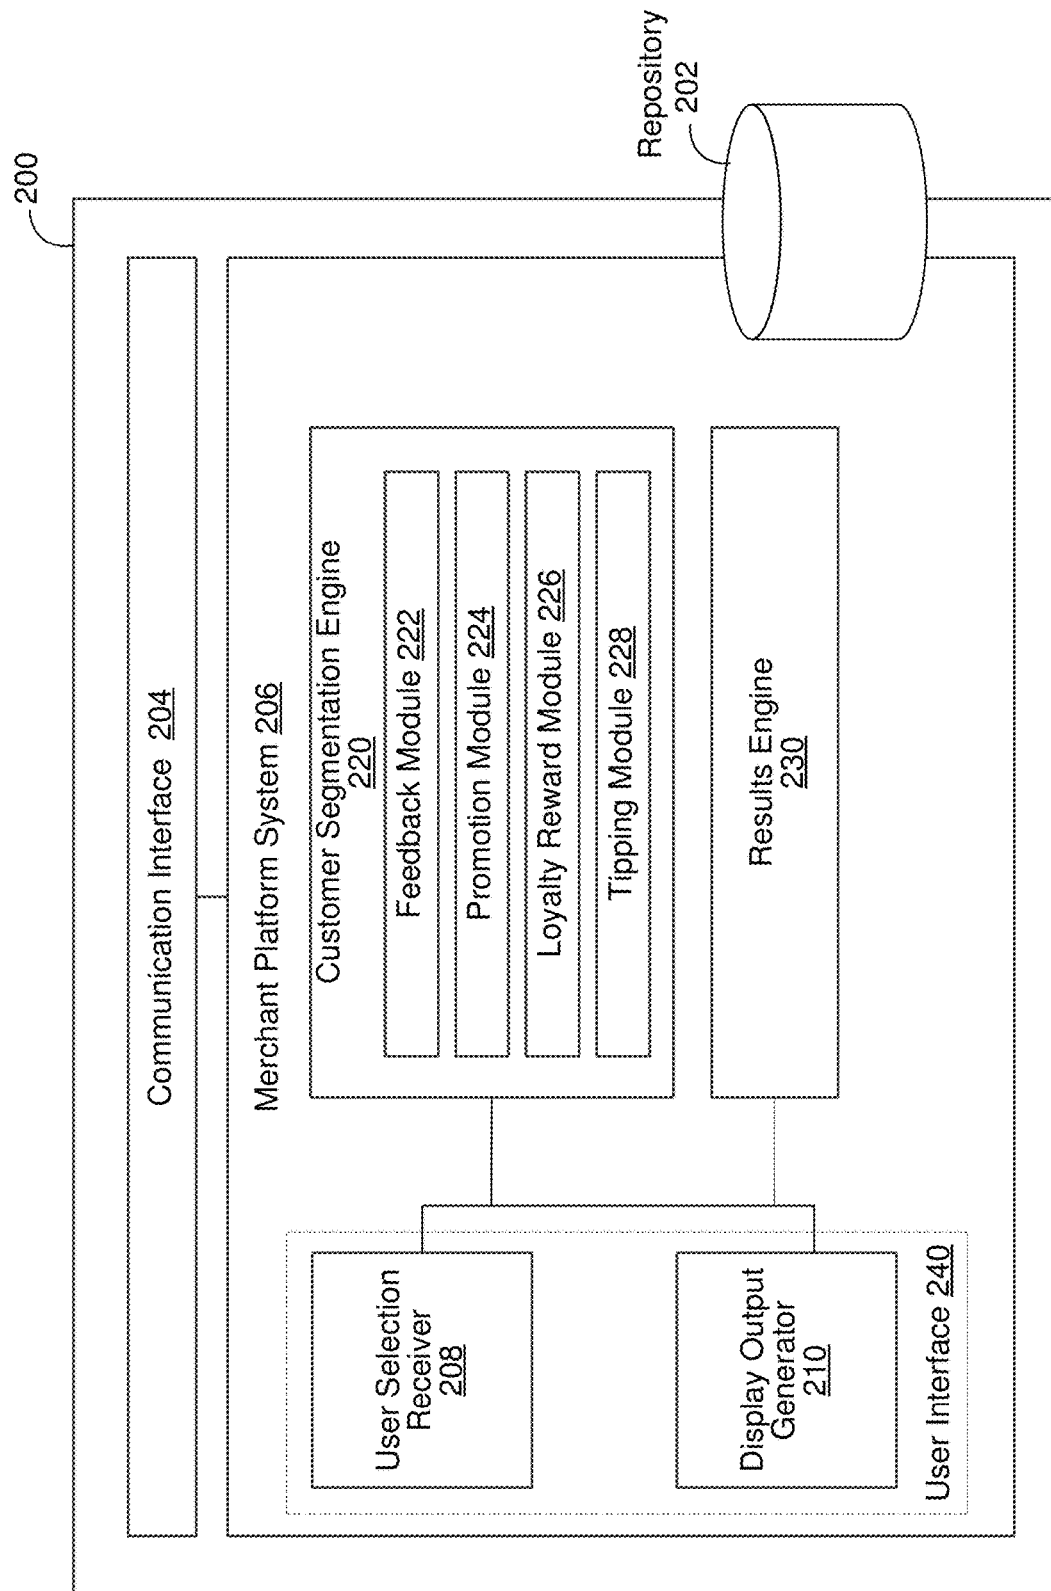 200
Repository
202
Communication Interface 204
Merchant Platform System 206
User Selection
Receiver
208
Display Output
Generator
210
User Interface 240
Customer Segmentation Engine
220
Feedback Module 222
Promotion Module 224
Loyalty Reward Module 226
Tipping Module 228
Results Engine
230